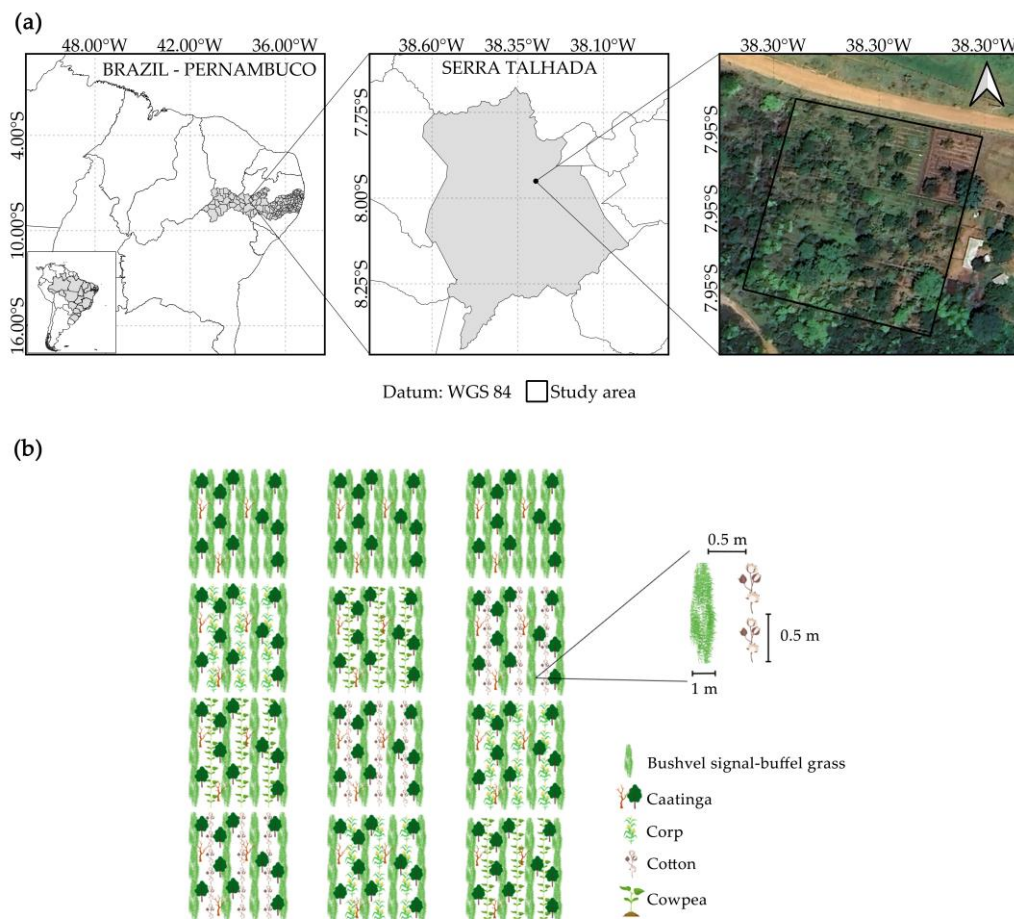 (a)
48.00°W 42.00°W 36.00°W
38.60°W 38.35°W 38.10°W
38.30°W 38.30°W 38.30°W
BRAZIL - PERNAMBUCO
SERRA TALHADA
4.00°S
10.00°S
16.00°S
7.75°S
8.00°S
8.25°S
7.95°S
7.95°S
7.95°S
Datum: WGS 84 Study area
(b)
0.5 m
0.5 m
1 m
Bushvel signal-buffel grass
Caatinga
Corp
Cotton
Cowpea